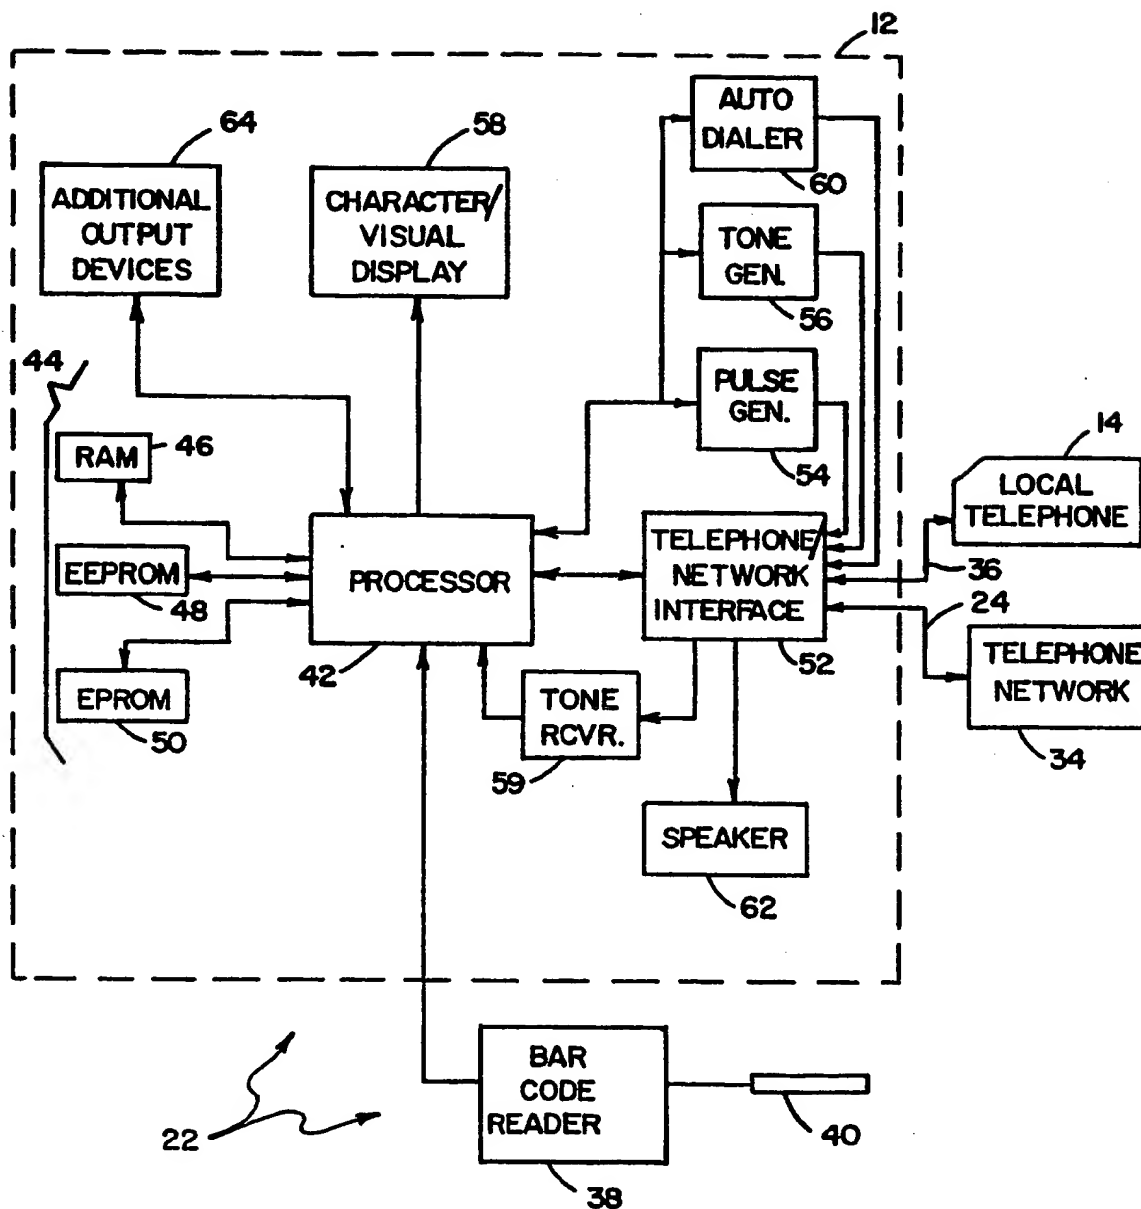 12
64
ADDITIONAL
OUTPUT
DEVICES
58
CHARACTER/
VISUAL
DISPLAY
AUTO
DIALER
60
TONE
GEN.
56
PULSE
GEN.
54
44
RAM
46
EEPROM
48
EPROM
50
PROCESSOR
42
TELEPHONE/
NETWORK
INTERFACE
52
14
LOCAL
TELEPHONE
36
24
TELEPHONE
NETWORK
34
TONE
RCVR.
59
SPEAKER
62
22
BAR
CODE
READER
38
40